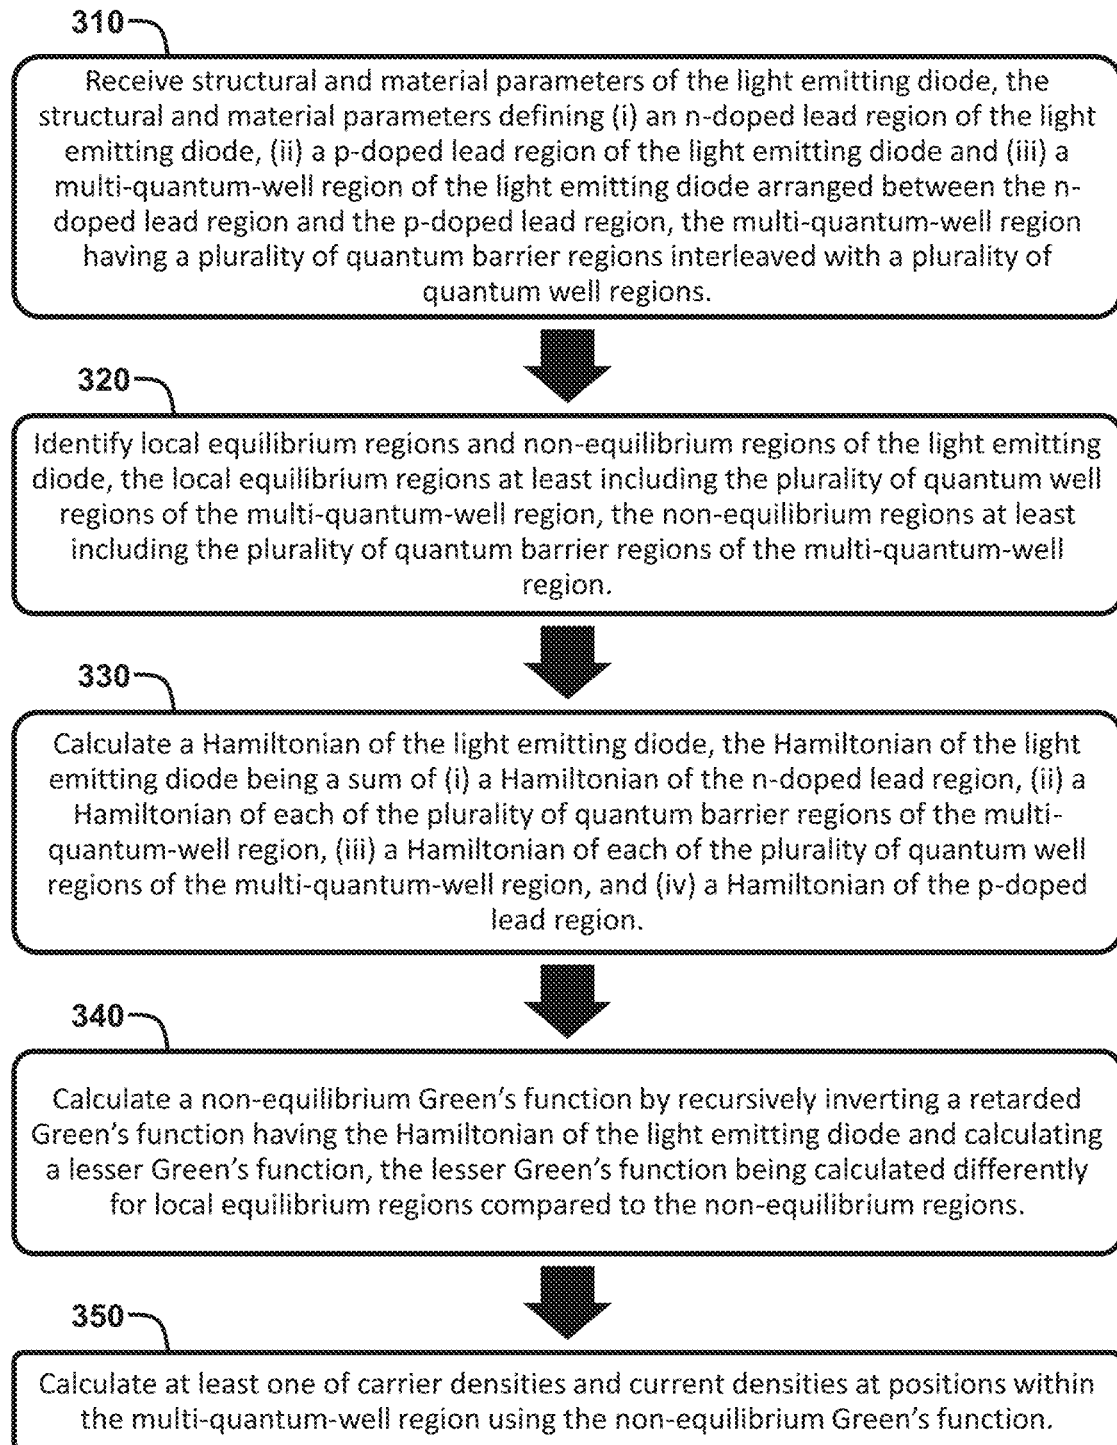 310
Receive structural and material parameters of the light emitting diode, the
structural and material parameters defining (i) an n-doped lead region of the light
emitting diode, (ii) a p-doped lead region of the light emitting diode and (iii) a
multi-quantum-well region of the light emitting diode arranged between the n-
doped lead region and the p-doped lead region, the multi-quantum-well region
having a plurality of quantum barrier regions interleaved with a plurality of
quantum well regions.
320
Identify local equilibrium regions and non-equilibrium regions of the light emitting
diode, the local equilibrium regions at least including the plurality of quantum well
regions of the multi-quantum-well region, the non-equilibrium regions at least
including the plurality of quantum barrier regions of the multi-quantum-well
region.
330
Calculate a Hamiltonian of the light emitting diode, the Hamiltonian of the light
emitting diode being a sum of (i) a Hamiltonian of the n-doped lead region, (ii) a
Hamiltonian of each of the plurality of quantum barrier regions of the multi-
quantum-well region, (iii) a Hamiltonian of each of the plurality of quantum well
regions of the multi-quantum-well region, and (iv) a Hamiltonian of the p-doped
lead region.
340
Calculate a non-equilibrium Green's function by recursively inverting a retarded
Green's function having the Hamiltonian of the light emitting diode and calculating
a lesser Green's function, the lesser Green's function being calculated differently
for local equilibrium regions compared to the non-equilibrium regions.
350
Calculate at least one of carrier densities and current densities at positions within
the multi-quantum-well region using the non-equilibrium Green's function.